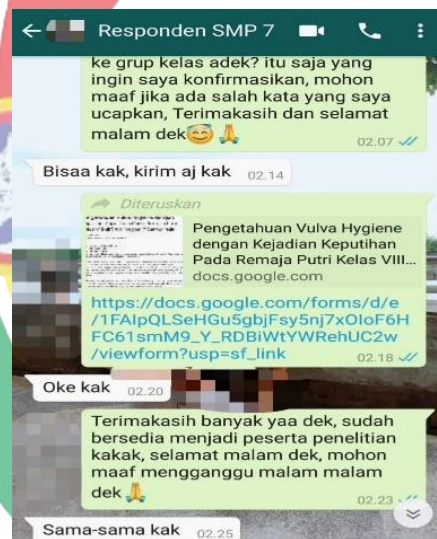 Responden SMP 7
ke grup kelas adek? itu saja yang
ingin saya konfirmasikan, mohon
maaf jika ada salah kata yang saya
ucapkan, Terimakasih dan selamat
malam dek😇🙏
02.07
Bisaa kak, kirim aj kak 02.14
Diteruskan
Pengetahuan Vulva Hygiene
dengan Kejadian Keputihan
Pada Remaja Putri Kelas VIII...
docs.google.com
https://docs.google.com/forms/d/e
/1FAIpQLSeHGu5gbjFsy5nj7xOIoF6H
FC61smM9_Y_RDBiWtYWRehUC2w
/viewform?usp=sf_link
02.18
Oke kak 02.20
Terimakasih banyak yaa dek, sudah
bersedia menjadi peserta penelitian
kakak, selamat malam dek, mohon
maaf mengganggu malam malam
dek🙏
02.23
Sama-sama kak 02.25